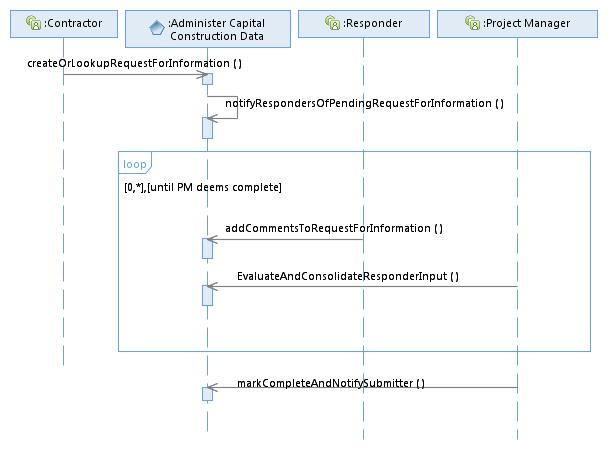 :Contractor
:Administer Capital
Construction Data
:Responder
:Project Manager
createOrLookupRequestForInformation ( )
notifyRespondersOfPendingRequestForInformation ( )
loop
[0,*],[until PM deems complete]
addCommentsToRequestForInformation ( )
EvaluateAndConsolidateResponderInput ( )
markCompleteAndNotifySubmitter ( )